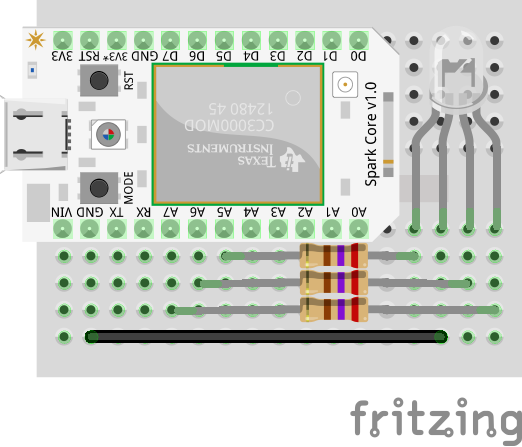 3V3 RST 3V3* GND D7 D6 D5 D4 D3 D2 D1 D0
RST
CC3000MOD
12480 45
TEXAS
INSTRUMENTS
Spark Core v1.0
MODE
VIN GND TX RX A7 A6 A5 A4 A3 A2 A1 A0
fritzing